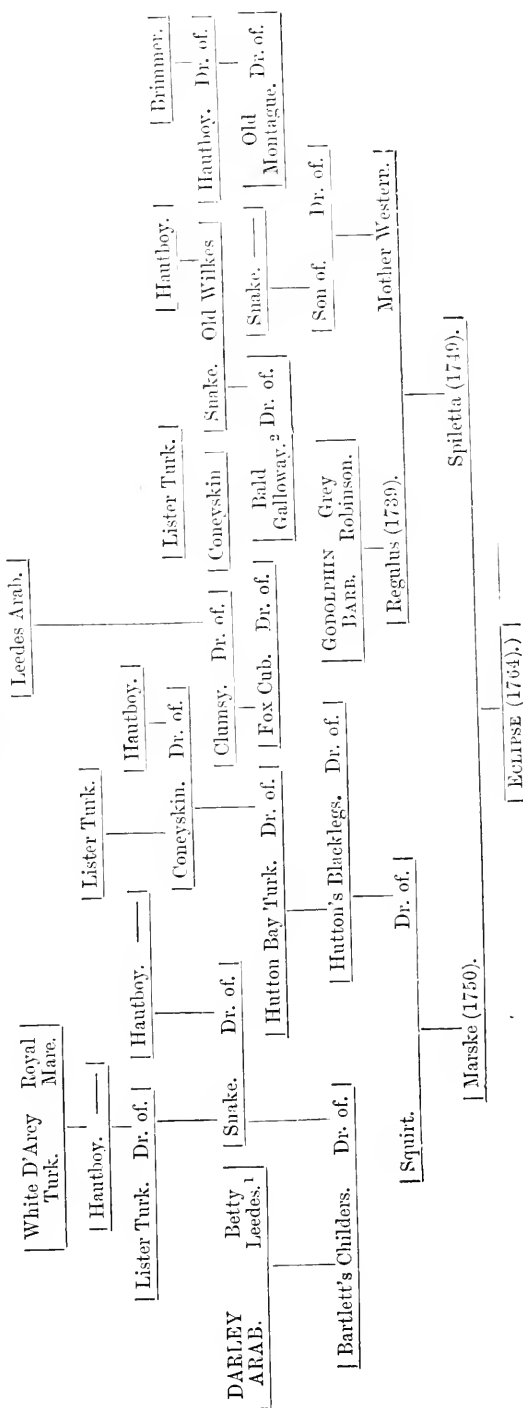 | Leedes Arab. |
| White D'Arcy Royal
Turk. Mare. |
| Hautboy. — | | Lister Turk. |
| Lister Turk. Dr. of. | | Hautboy. — | | Hautboy. | | Lister Turk. | | Hautboy. | | Brimmer. |
| Coneyskin. Dr. of. |
| Clumsy. Dr. of. | | Coneyskin | Snake. Old Wilkes | Hautboy. Dr. of. |
| Snake. Dr. of. |
DARLEY Betty
ARAB. Leedes.¹
| Hutton Bay Turk. Dr. of. | Fox Cub. Dr. of. | Bald
Galloway.² Dr. of. | Snake. — | | Old
Montague. Dr. of. |
| Bartlett's Childers. Dr. of. | | Hutton's Blacklegs. Dr. of. | | GODOLPHIN Grey
BARB. Robinson. | | Son of. Dr. of. |
| Squirt. Dr. of. | | Regulus (1739). Mother Western. |
| Marske (1750). Spiletta (1749). |
| ECLIPSE (1764).)